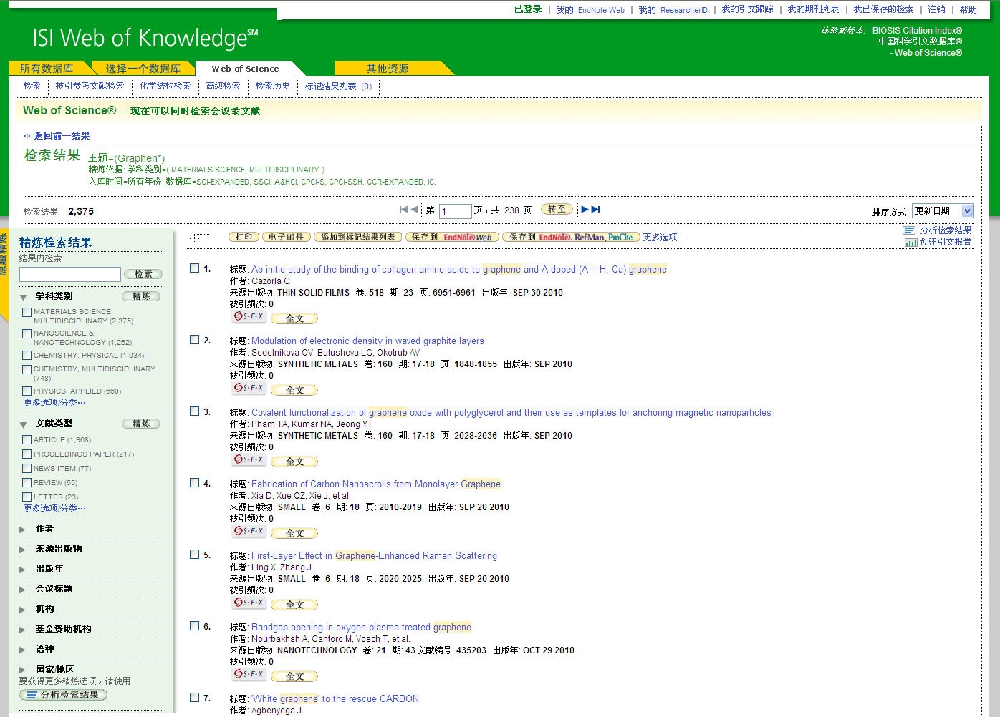 已登录 | 我的 EndNote Web | 我的 ResearcherID | 我的引文跟踪 | 我的期刊列表 | 我已保存的检索 | 注销 | 帮助
ISI Web of Knowledge℠
体验新版本: - BIOSIS Citation Index®
- 中国科学引文数据库®
- Web of Science®
所有数据库 选择一个数据库 Web of Science 其他资源
检索 被引参考文献检索 化学结构检索 高级检索 检索历史 标记结果列表 (0)
Web of Science® – 现在可以同时检索会议录文献
<< 返回前一结果
检索结果 主题=(Graphen*)
精炼依据: 学科类别=( MATERIALS SCIENCE, MULTIDISCIPLINARY )
入库时间=所有年份. 数据库=SCI-EXPANDED, SSCI, A&HCI, CPCI-S, CPCI-SSH, CCR-EXPANDED, IC.
检索结果: 2,375 第 1 页，共 238 页 转至 排序方式: 更新日期
隐藏精炼
精炼检索结果
结果内检索
检索
学科类别 精炼
MATERIALS SCIENCE, MULTIDISCIPLINARY (2,375)
NANOSCIENCE & NANOTECHNOLOGY (1,262)
CHEMISTRY, PHYSICAL (1,034)
CHEMISTRY, MULTIDISCIPLINARY (748)
PHYSICS, APPLIED (660)
更多选项/分类…
文献类型 精炼
ARTICLE (1,968)
PROCEEDINGS PAPER (217)
NEWS ITEM (77)
REVIEW (55)
LETTER (23)
更多选项/分类…
作者
来源出版物
出版年
会议标题
机构
基金资助机构
语种
国家/地区
要获得更多精炼选项，请使用
分析检索结果
打印 电子邮件 添加到标记结果列表 保存到 EndNote Web 保存到 EndNote, RefMan, ProCite 更多选项
分析检索结果
创建引文报告
1. 标题: Ab initio study of the binding of collagen amino acids to graphene and A-doped (A = H, Ca) graphene
作者: Cazorla C
来源出版物: THIN SOLID FILMS 卷: 518 期: 23 页: 6951-6961 出版年: SEP 30 2010
被引频次: 0
S·F·X 全文
2. 标题: Modulation of electronic density in waved graphite layers
作者: Sedelnikova OV, Bulusheva LG, Okotrub AV
来源出版物: SYNTHETIC METALS 卷: 160 期: 17-18 页: 1848-1855 出版年: SEP 2010
被引频次: 0
S·F·X 全文
3. 标题: Covalent functionalization of graphene oxide with polyglycerol and their use as templates for anchoring magnetic nanoparticles
作者: Pham TA, Kumar NA, Jeong YT
来源出版物: SYNTHETIC METALS 卷: 160 期: 17-18 页: 2028-2036 出版年: SEP 2010
被引频次: 0
S·F·X 全文
4. 标题: Fabrication of Carbon Nanoscrolls from Monolayer Graphene
作者: Xia D, Xue QZ, Xie J, et al.
来源出版物: SMALL 卷: 6 期: 18 页: 2010-2019 出版年: SEP 20 2010
被引频次: 0
S·F·X 全文
5. 标题: First-Layer Effect in Graphene-Enhanced Raman Scattering
作者: Ling X, Zhang J
来源出版物: SMALL 卷: 6 期: 18 页: 2020-2025 出版年: SEP 20 2010
被引频次: 0
S·F·X 全文
6. 标题: Bandgap opening in oxygen plasma-treated graphene
作者: Nourbakhsh A, Cantoro M, Vosch T, et al.
来源出版物: NANOTECHNOLOGY 卷: 21 期: 43 文献编号: 435203 出版年: OCT 29 2010
被引频次: 0
S·F·X 全文
7. 标题: 'White graphene' to the rescue CARBON
作者: Agbenyega J